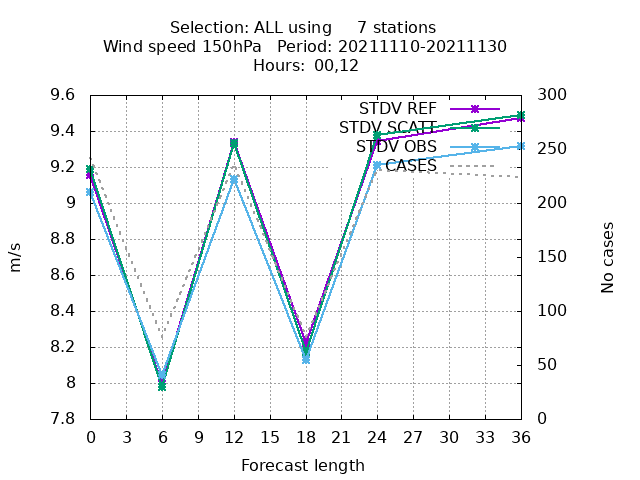 Selection: ALL using     7 stations
Wind speed 150hPa   Period: 20211110-20211130
Hours:  00,12
9.6
9.4
9.2
9
8.8
8.6
8.4
8.2
8
7.8
m/s
STDV REF
STDV SCATT
STDV OBS
CASES
300
250
200
150
100
50
0
No cases
0 3 6 9 12 15 18 21 24 27 30 33 36
Forecast length